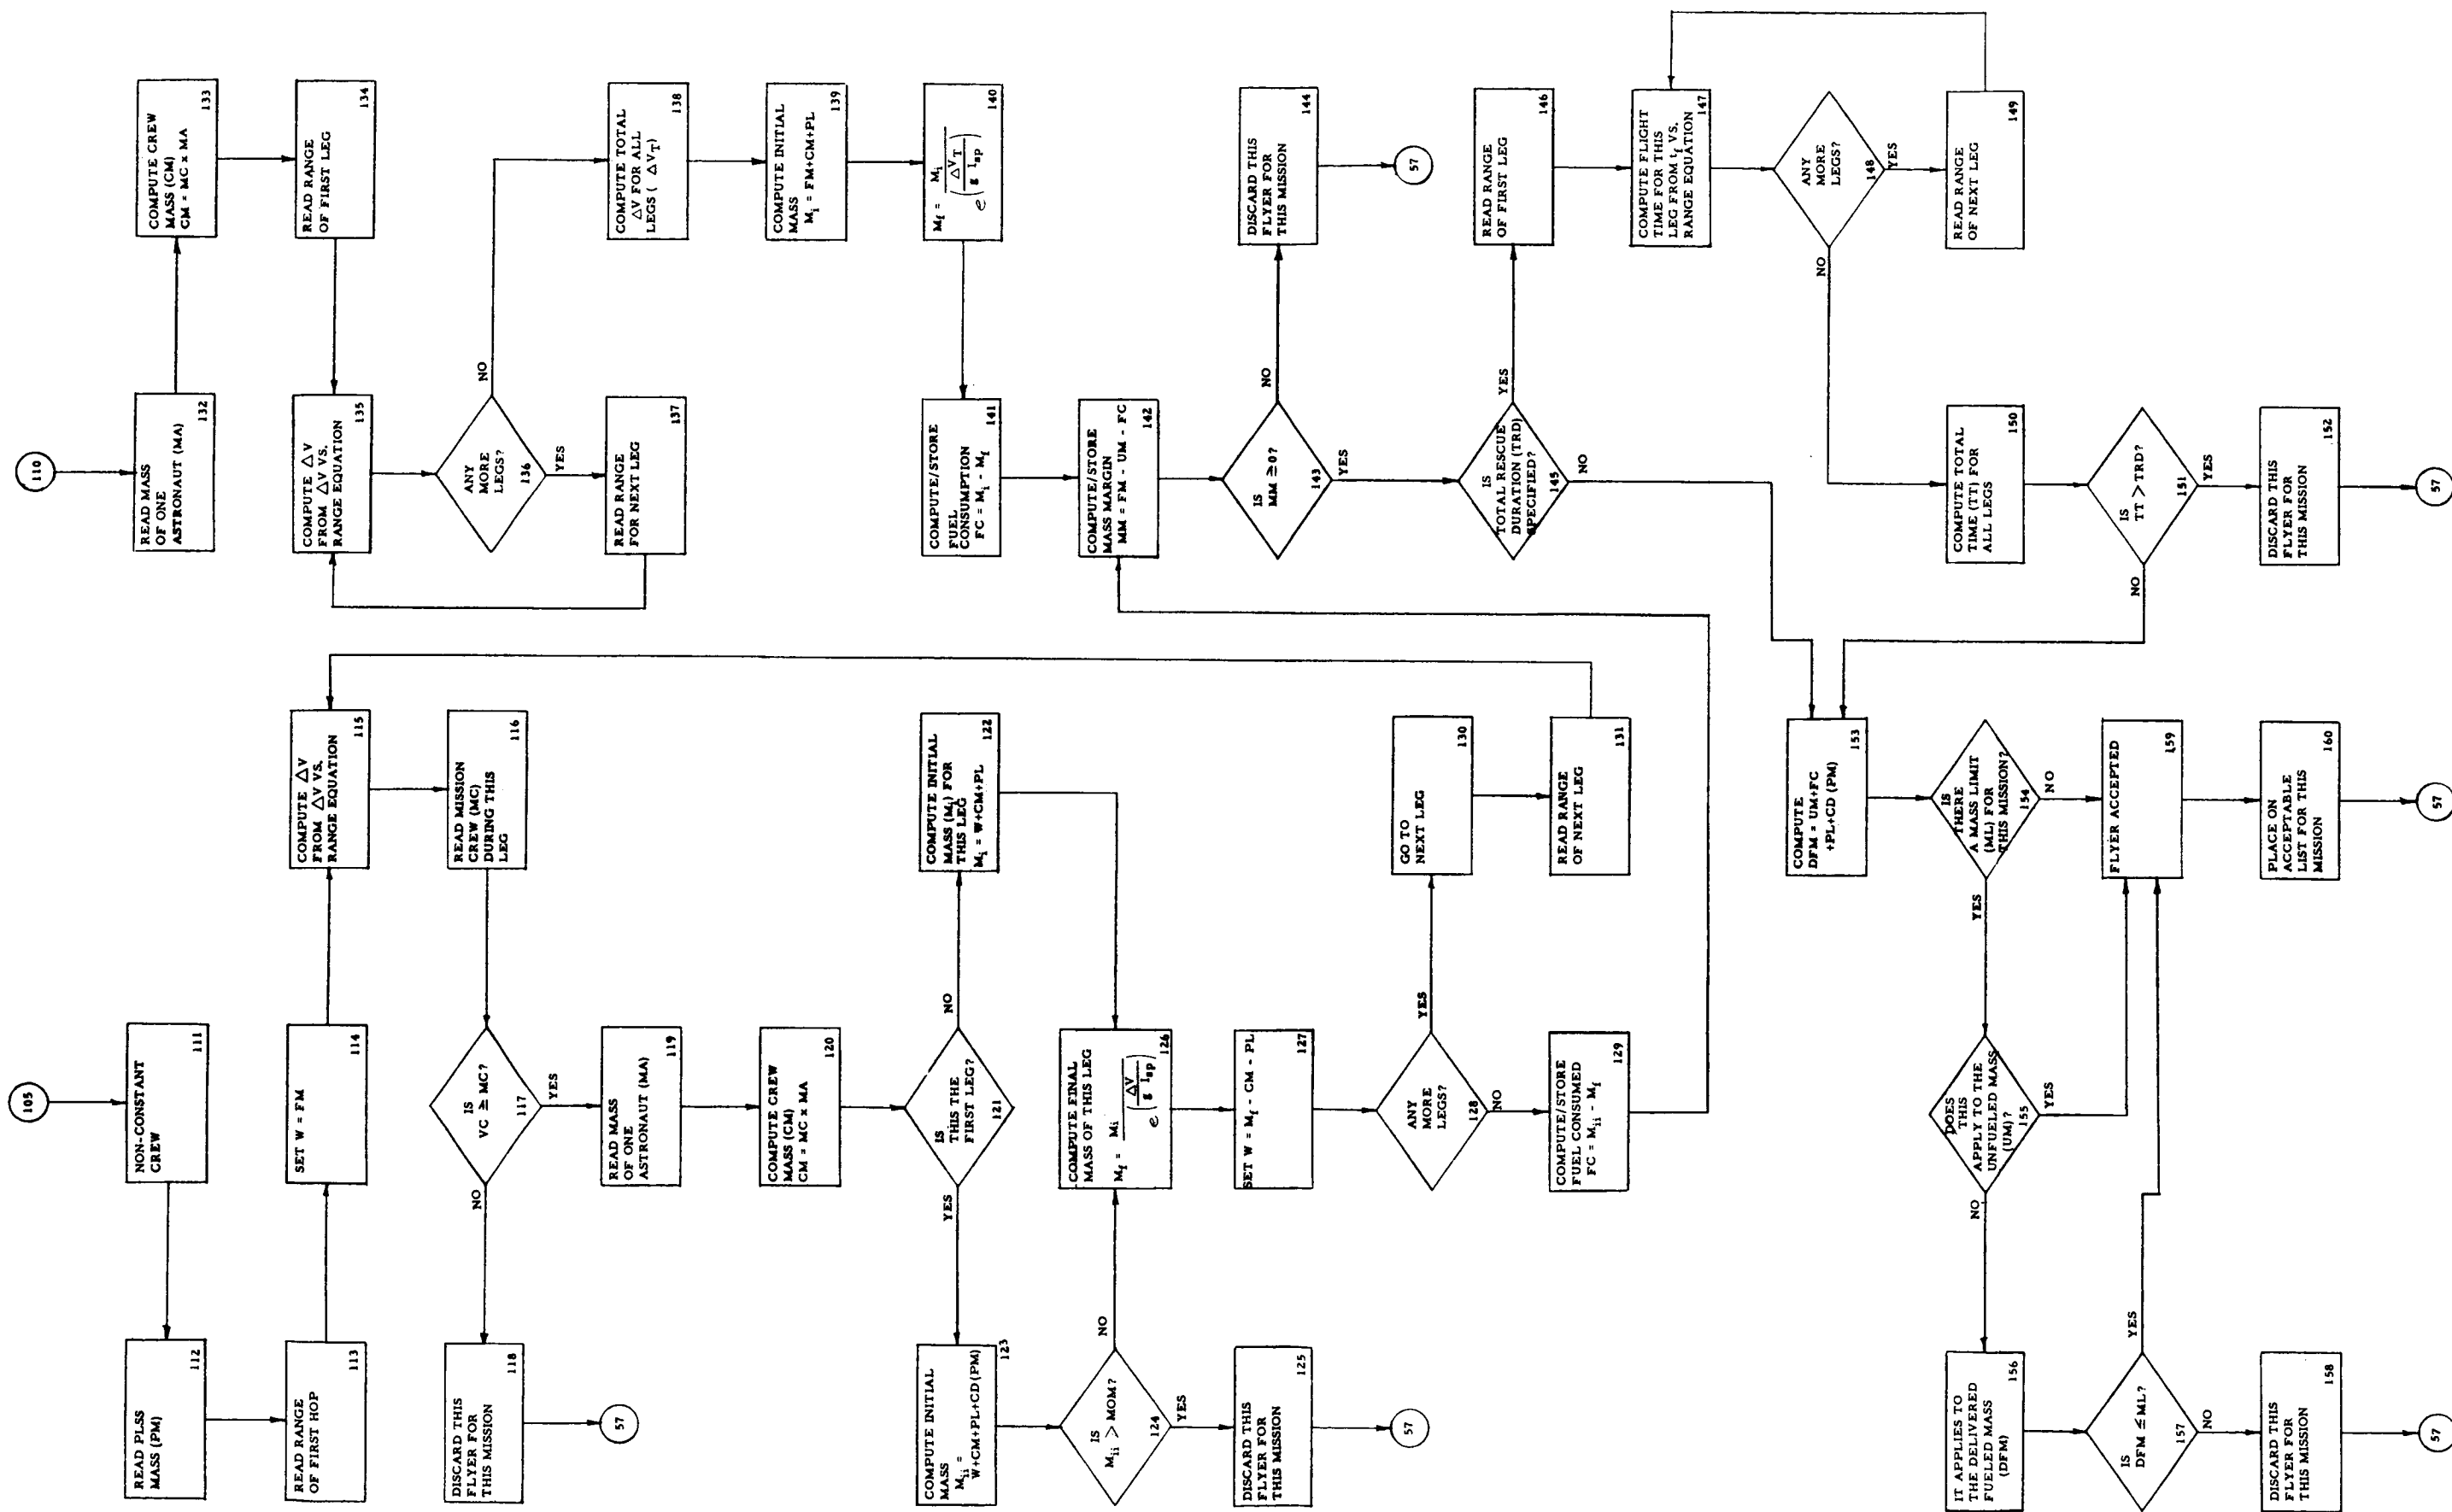 105
NON-CONSTANT
CREW
111
READ PLSS
MASS (PM)
112
READ RANGE
OF FIRST HOP
113
SET W = FM
114
COMPUTE ΔV
FROM ΔV VS.
RANGE EQUATION
115
READ MISSION
CREW (MC)
DURING THIS
LEG
116
IS
VC ≧ MC?
117
NO
YES
DISCARD THIS
FLYER FOR
THIS MISSION
118
57
READ MASS
OF ONE
ASTRONAUT (MA)
119
COMPUTE CREW
MASS (CM)
CM = MC x MA
120
IS
THIS THE
FIRST LEG?
121
NO
YES
COMPUTE INITIAL
MASS (Mi) FOR
THIS LEG
Mi = W+CM+PL
122
COMPUTE INITIAL
MASS
Mii =
W+CM+PL+CD(PM)
123
IS
Mii > MOM?
124
NO
YES
DISCARD THIS
FLYER FOR
THIS MISSION
125
57
COMPUTE FINAL
MASS OF THIS LEG
Mf = Mi / e(ΔV / g Isp)
126
SET W = Mf - CM - PL
127
ANY
MORE
LEGS?
128
YES
NO
COMPUTE/STORE
FUEL CONSUMED
FC = Mii - Mf
129
GO TO
NEXT LEG
130
READ RANGE
OF NEXT LEG
131
110
READ MASS
OF ONE
ASTRONAUT (MA)
132
COMPUTE CREW
MASS (CM)
CM = MC x MA
133
READ RANGE
OF FIRST LEG
134
COMPUTE ΔV
FROM ΔV VS.
RANGE EQUATION
135
ANY
MORE
LEGS?
136
NO
YES
READ RANGE
FOR NEXT LEG
137
COMPUTE TOTAL
ΔV FOR ALL
LEGS ( ΔVT)
138
COMPUTE INITIAL
MASS
Mi = FM+CM+PL
139
Mf = Mi / e(ΔVT / g Isp)
140
COMPUTE/STORE
FUEL
CONSUMPTION
FC = Mi - Mf
141
COMPUTE/STORE
MASS MARGIN
MM = FM - UM - FC
142
IS
MM ≧0?
143
NO
YES
DISCARD THIS
FLYER FOR
THIS MISSION
144
57
IS
TOTAL RESCUE
DURATION (TRD)
SPECIFIED?
145
YES
NO
READ RANGE
OF FIRST LEG
146
COMPUTE FLIGHT
TIME FOR THIS
LEG FROM tf VS.
RANGE EQUATION
147
ANY
MORE
LEGS?
148
NO
YES
READ RANGE
OF NEXT LEG
149
COMPUTE TOTAL
TIME (TT) FOR
ALL LEGS
150
IS
TT > TRD?
151
NO
YES
DISCARD THIS
FLYER FOR
THIS MISSION
152
57
COMPUTE
DFM = UM+FC
+PL+CD (PM)
153
IS
THERE
A MASS LIMIT
(ML) FOR
THIS MISSION?
154
YES
NO
DOES
THIS
APPLY TO THE
UNFUELED MASS
(UM)?
155
NO
YES
IT APPLIES TO
THE DELIVERED
FUELED MASS
(DFM)
156
IS
DFM ≦ ML?
157
YES
NO
DISCARD THIS
FLYER FOR
THIS MISSION
158
57
FLYER ACCEPTED
159
PLACE ON
ACCEPTABLE
LIST FOR THIS
MISSION
160
57